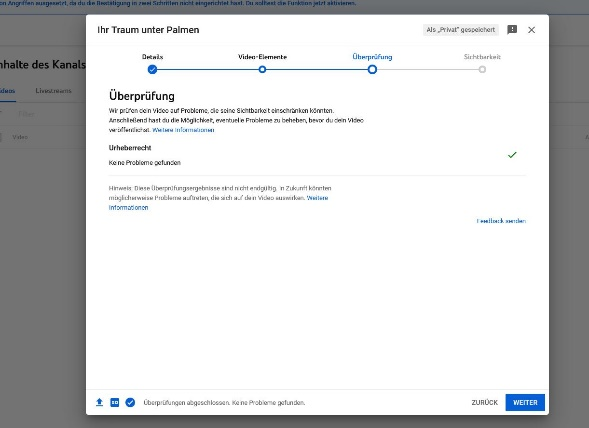 on Angriffen ausgesetzt, da du die Bestätigung in zwei Schritten nicht eingerichtet hast. Du solltest die Funktion jetzt aktivieren.
Ihr Traum unter Palmen
Als „Privat" gespeichert
Details
Video-Elemente
Überprüfung
Sichtbarkeit
nhalte des Kanals
ideos
Livestreams
Filter
Video
Überprüfung
Wir prüfen dein Video auf Probleme, die seine Sichtbarkeit einschränken könnten.
Anschließend hast du die Möglichkeit, eventuelle Probleme zu beheben, bevor du dein Video
veröffentlichst. Weitere Informationen
Urheberrecht
Keine Probleme gefunden
Hinweis: Diese Überprüfungsergebnisse sind nicht endgültig. In Zukunft könnten
möglicherweise Probleme auftreten, die sich auf dein Video auswirken. Weitere
Informationen
Feedback senden
SD
Überprüfungen abgeschlossen. Keine Probleme gefunden.
ZURÜCK
WEITER